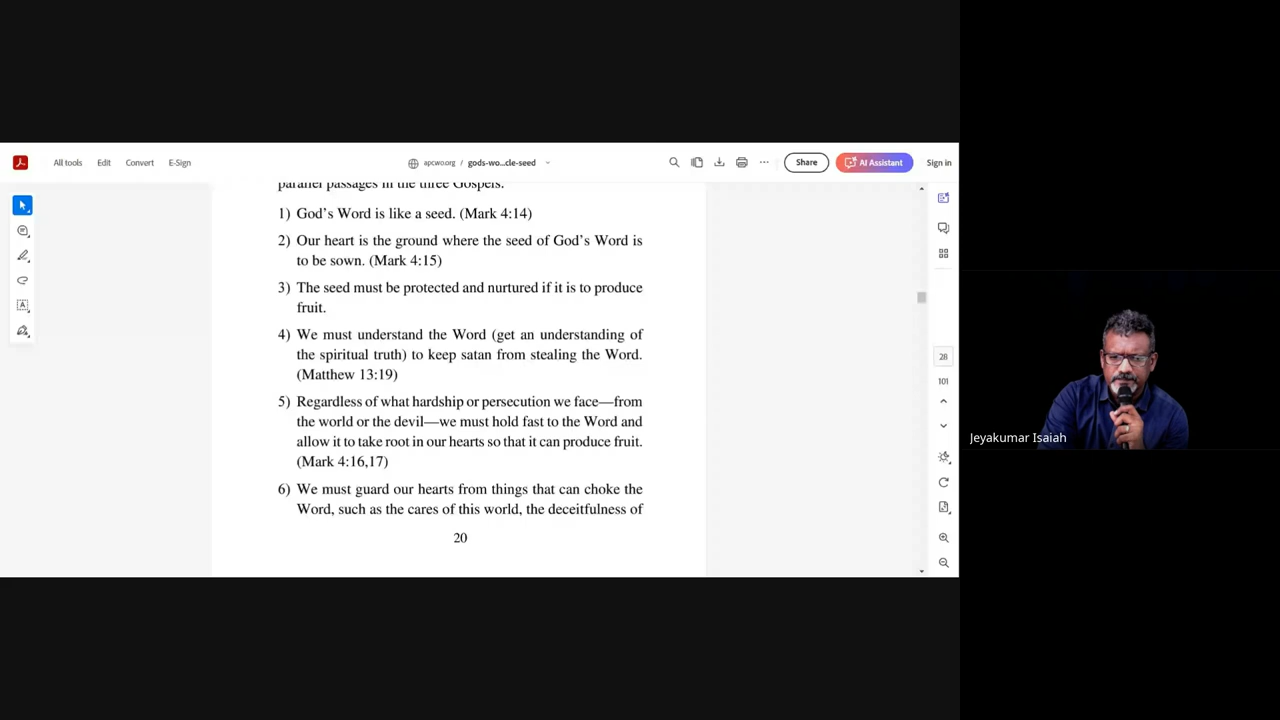 All tools Edit Convert E-Sign
apcwo.org / gods-wo...cle-seed
Share
AI Assistant
Sign in
parallel passages in the three Gospels.
1) God's Word is like a seed. (Mark 4:14)
2) Our heart is the ground where the seed of God's Word is
to be sown. (Mark 4:15)
3) The seed must be protected and nurtured if it is to produce
fruit.
4) We must understand the Word (get an understanding of
the spiritual truth) to keep satan from stealing the Word.
(Matthew 13:19)
5) Regardless of what hardship or persecution we face—from
the world or the devil—we must hold fast to the Word and
allow it to take root in our hearts so that it can produce fruit.
(Mark 4:16,17)
6) We must guard our hearts from things that can choke the
Word, such as the cares of this world, the deceitfulness of
20
28
101
Jeyakumar Isaiah